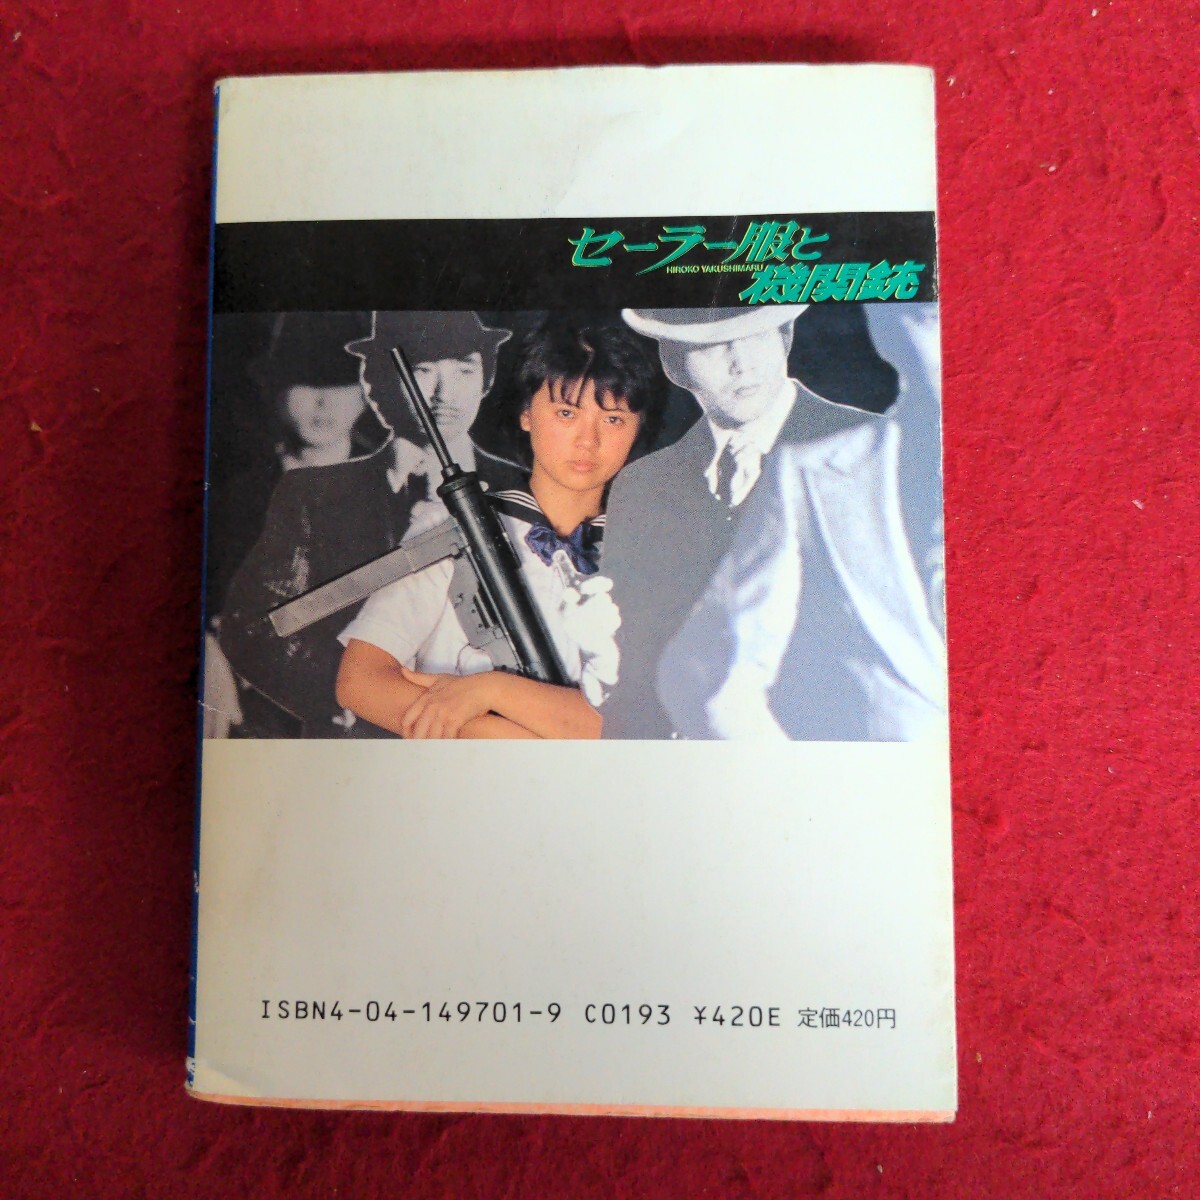 セーラー服と
HIROKO YAKUSHIMARU
機関銃
ISBN4-04-149701-9 C0193 ¥420E 定価420円